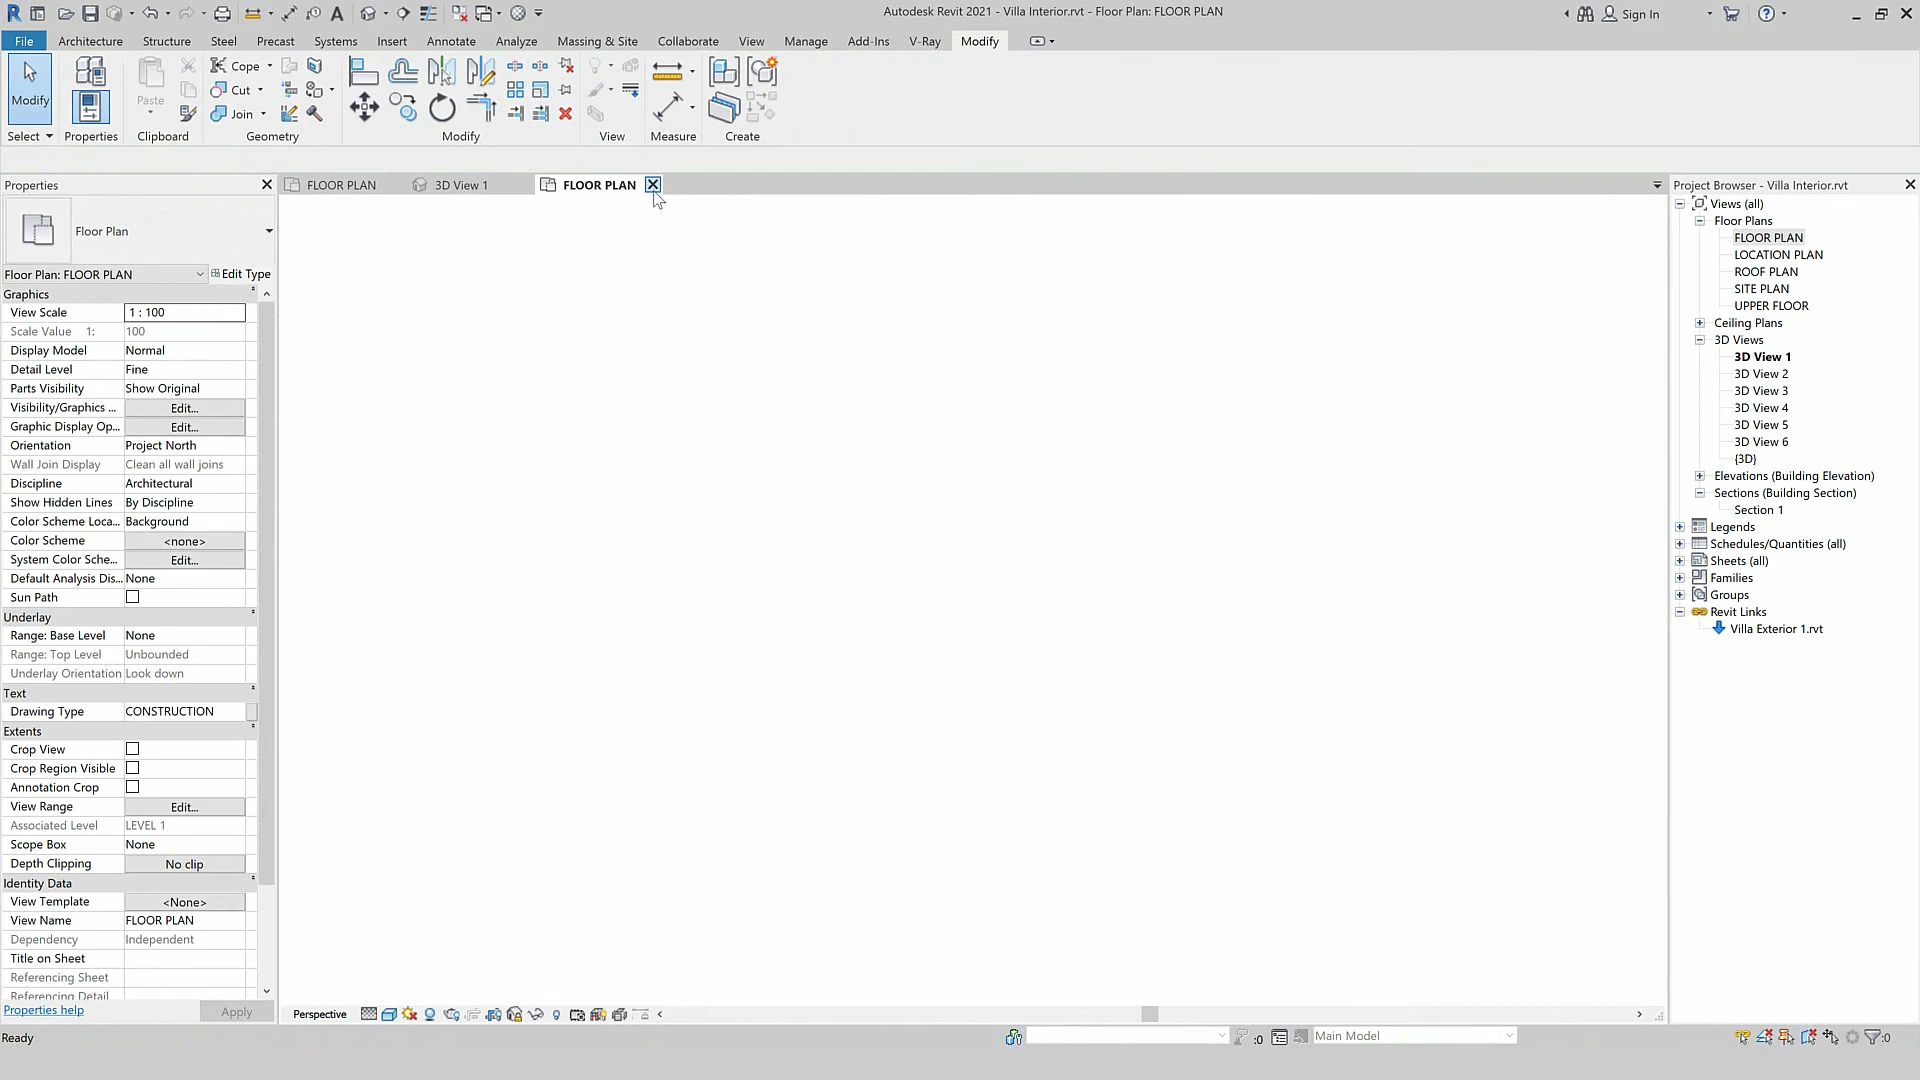 Autodesk Revit 2021 - Villa Interior.rvt - Floor Plan: FLOOR PLAN
Sign In
File Architecture Structure Steel Precast Systems Insert Annotate Analyze Massing & Site Collaborate View Manage Add-Ins V-Ray Modify
Modify
Paste
Cope
Cut
Join
Select Properties Clipboard Geometry Modify View Measure Create
Properties
FLOOR PLAN
3D View 1
FLOOR PLAN
Project Browser - Villa Interior.rvt
Floor Plan
Floor Plan: FLOOR PLAN
Edit Type
Graphics
View Scale 1 : 100
Scale Value 1: 100
Display Model Normal
Detail Level Fine
Parts Visibility Show Original
Visibility/Graphics ... Edit...
Graphic Display Op... Edit...
Orientation Project North
Wall Join Display Clean all wall joins
Discipline Architectural
Show Hidden Lines By Discipline
Color Scheme Loca... Background
Color Scheme <none>
System Color Sche... Edit...
Default Analysis Dis... None
Sun Path
Underlay
Range: Base Level None
Range: Top Level Unbounded
Underlay Orientation Look down
Text
Drawing Type CONSTRUCTION
Extents
Crop View
Crop Region Visible
Annotation Crop
View Range Edit...
Associated Level LEVEL 1
Scope Box None
Depth Clipping No clip
Identity Data
View Template <None>
View Name FLOOR PLAN
Dependency Independent
Title on Sheet
Referencing Sheet
Referencing Detail
Properties help
Apply
Views (all)
Floor Plans
FLOOR PLAN
LOCATION PLAN
ROOF PLAN
SITE PLAN
UPPER FLOOR
Ceiling Plans
3D Views
3D View 1
3D View 2
3D View 3
3D View 4
3D View 5
3D View 6
{3D}
Elevations (Building Elevation)
Sections (Building Section)
Section 1
Legends
Schedules/Quantities (all)
Sheets (all)
Families
Groups
Revit Links
Villa Exterior 1.rvt
Perspective
Ready
:0
Main Model
:0